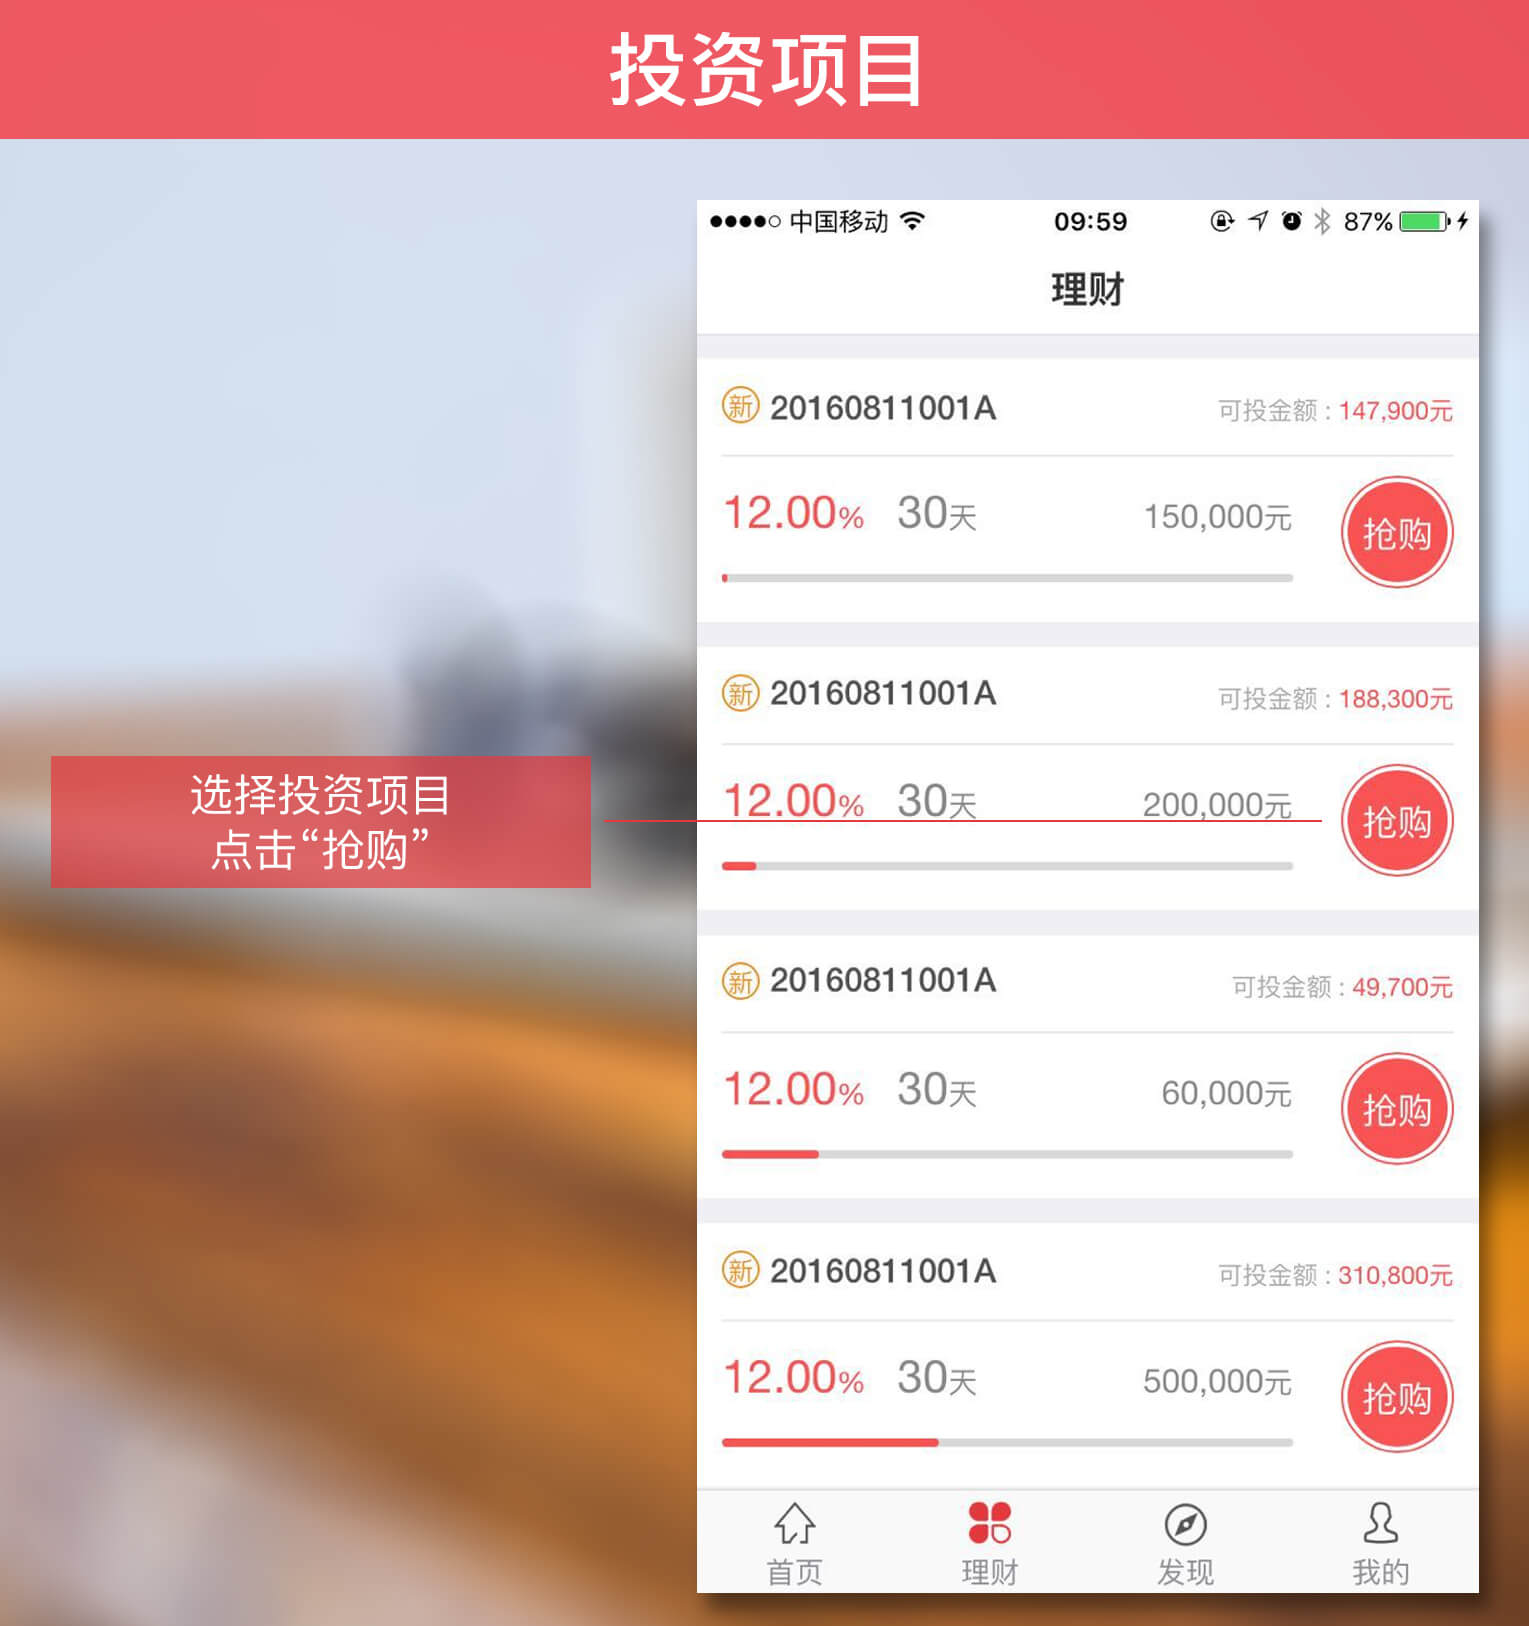 投资项目
中国移动 09:59 87%
理财
新 20160811001A 可投金额 : 147,900元
12.00% 30天 150,000元 抢购
新 20160811001A 可投金额 : 188,300元
选择投资项目
点击“抢购”
12.00% 30天 200,000元 抢购
新 20160811001A 可投金额 : 49,700元
12.00% 30天 60,000元 抢购
新 20160811001A 可投金额 : 310,800元
12.00% 30天 500,000元 抢购
首页 理财 发现 我的